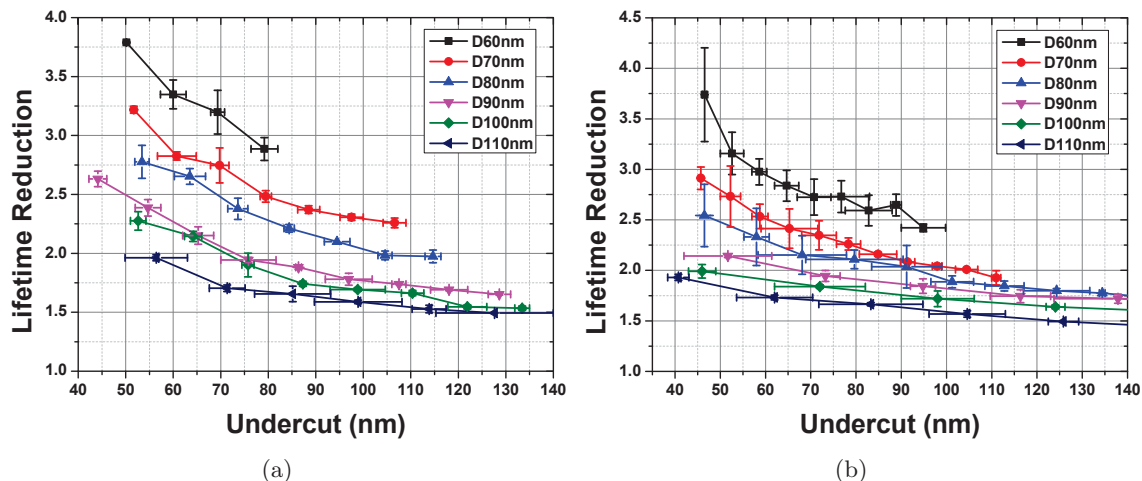 4.0
3.5
3.0
2.5
2.0
1.5
1.0
Lifetime Reduction
D60nm
D70nm
D80nm
D90nm
D100nm
D110nm
40 50 60 70 80 90 100 110 120 130 140
Undercut (nm)
(a)
4.5
4.0
3.5
3.0
2.5
2.0
1.5
1.0
Lifetime Reduction
D60nm
D70nm
D80nm
D90nm
D100nm
D110nm
40 50 60 70 80 90 100 110 120 130 140
Undercut (nm)
(b)